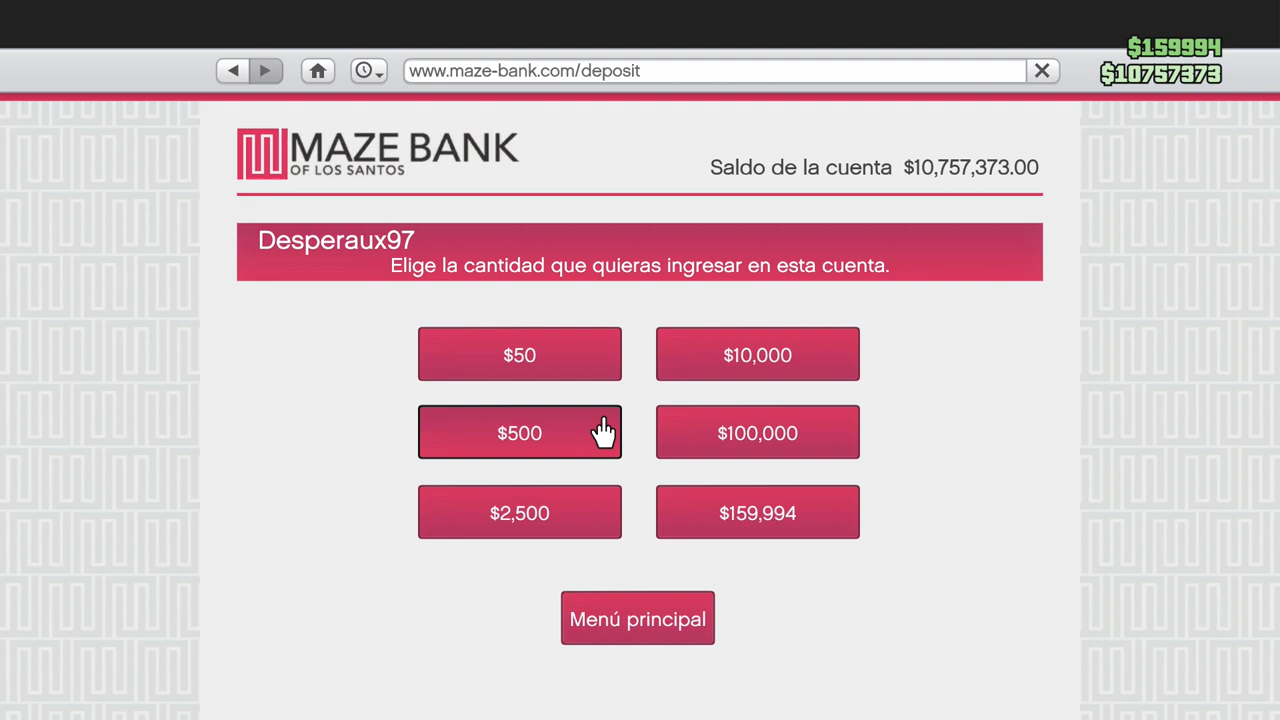 $159994
www.maze-bank.com/deposit
$10757373
MAZE BANK
OF LOS SANTOS
Saldo de la cuenta $10,757,373.00
Desperaux97
Elige la cantidad que quieras ingresar en esta cuenta.
$50 $10,000
$500 $100,000
$2,500 $159,994
Menú principal